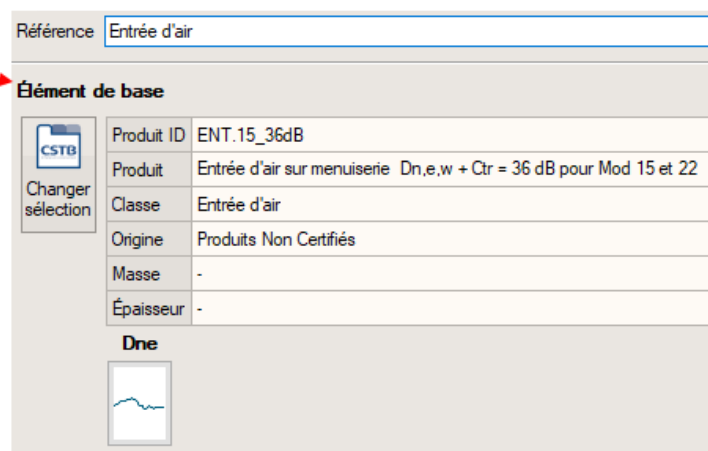 Référence Entrée d'air
Élément de base
CSTB
Changer
sélection
Produit ID ENT.15_36dB
Produit Entrée d'air sur menuiserie Dn,e,w + Ctr = 36 dB pour Mod 15 et 22
Classe Entrée d'air
Origine Produits Non Certifiés
Masse -
Épaisseur -
Dne